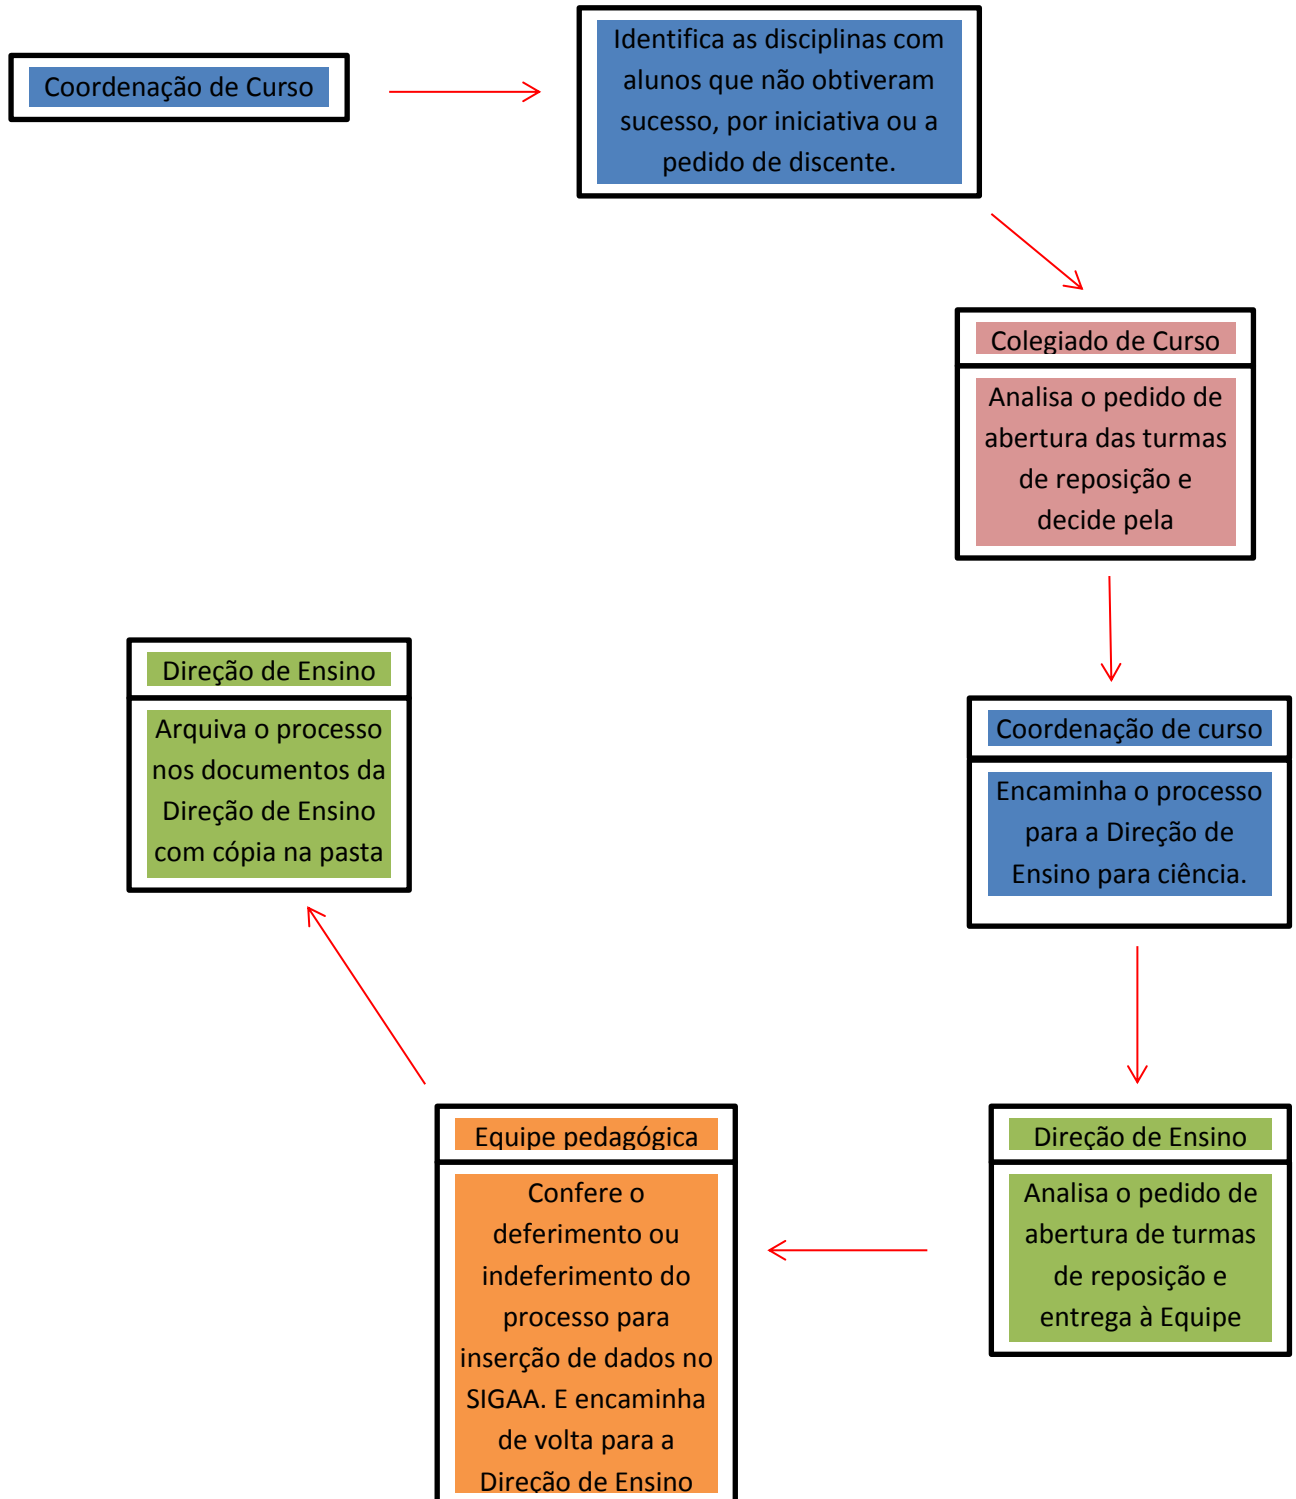 Coordenação de Curso
Identifica as disciplinas com
alunos que não obtiveram
sucesso, por iniciativa ou a
pedido de discente.
Colegiado de Curso
Analisa o pedido de
abertura das turmas
de reposição e
decide pela
Coordenação de curso
Encaminha o processo
para a Direção de
Ensino para ciência.
Direção de Ensino
Analisa o pedido de
abertura de turmas
de reposição e
entrega à Equipe
Equipe pedagógica
Confere o
deferimento ou
indeferimento do
processo para
inserção de dados no
SIGAA. E encaminha
de volta para a
Direção de Ensino
Direção de Ensino
Arquiva o processo
nos documentos da
Direção de Ensino
com cópia na pasta